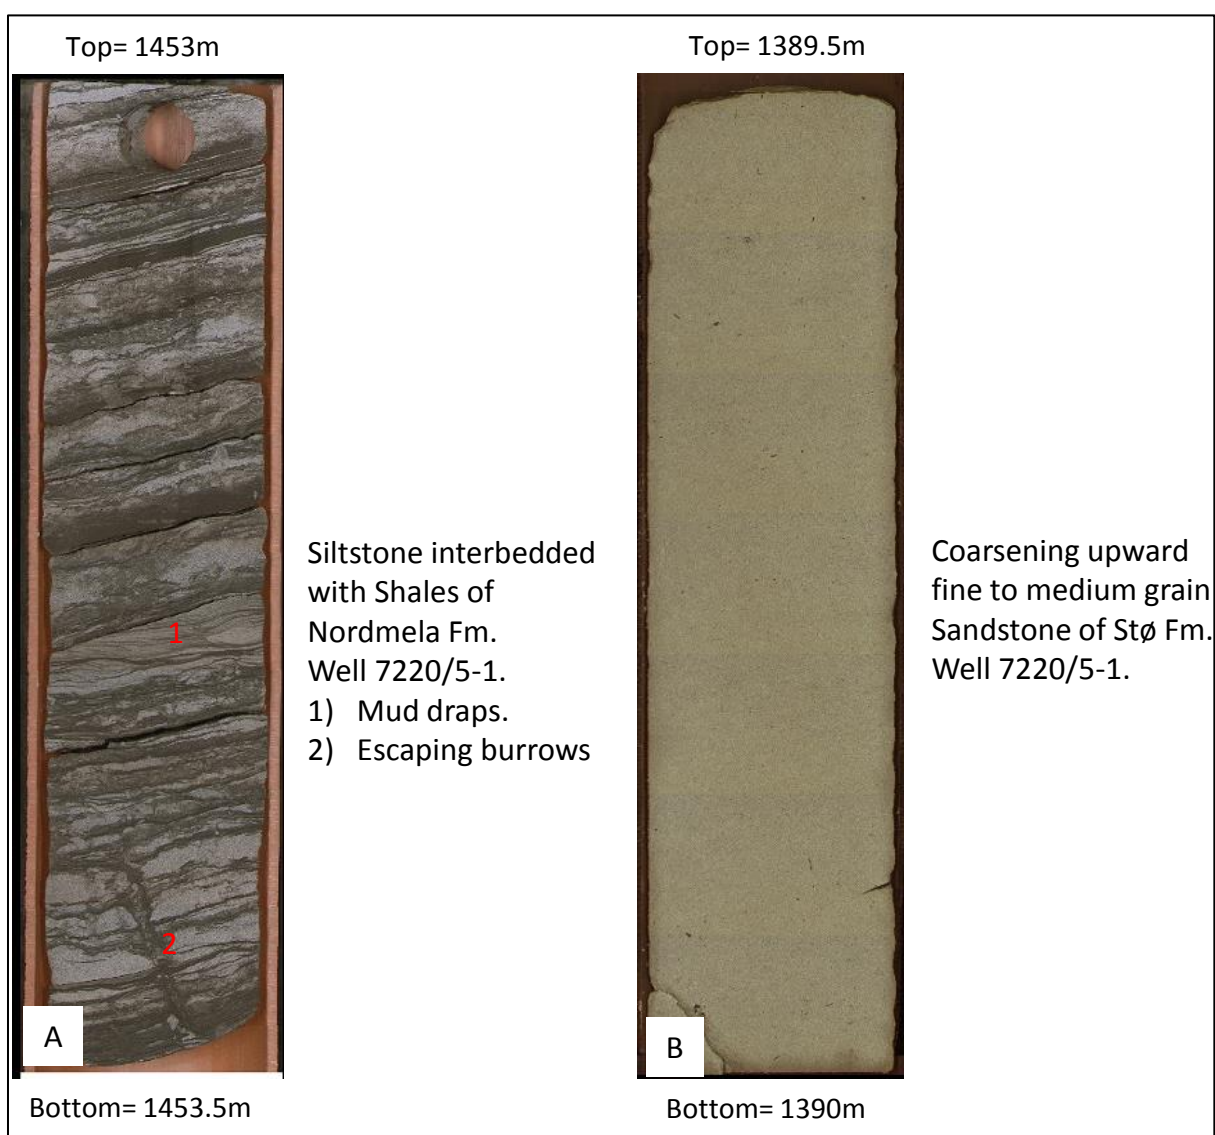 Top= 1453m
Top= 1389.5m
1
2
Siltstone interbedded
with Shales of
Nordmela Fm.
Well 7220/5-1.
1) Mud draps.
2) Escaping burrows
Coarsening upward
fine to medium grain
Sandstone of Stø Fm.
Well 7220/5-1.
A
B
Bottom= 1453.5m
Bottom= 1390m